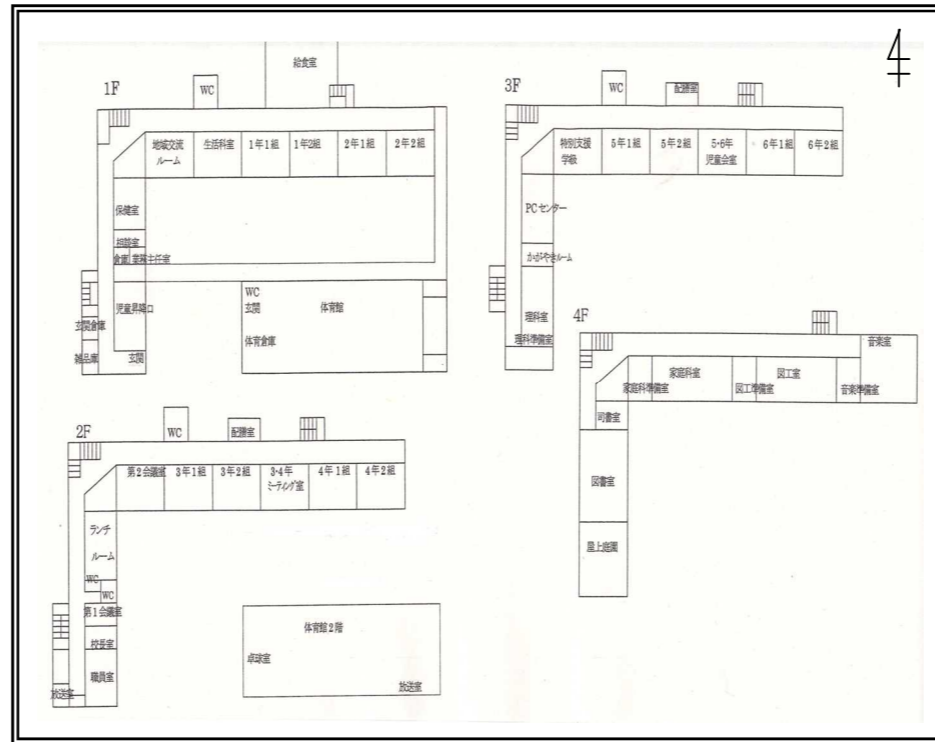 1F
給食室
WC
地域交流
ルーム
生活科室
1年1組
1年2組
2年1組
2年2組
保健室
相談室
倉庫
業務主任室
児童昇降口
玄関倉庫
雑品庫
玄関
WC
玄関
体育館
体育倉庫
2F
WC
配膳室
第2会議室
3年1組
3年2組
3・4年
ミーティング室
4年1組
4年2組
ランチ
ルーム
WC
WC
第1会議室
校長室
職員室
放送室
体育館2階
卓球室
放送室
3F
WC
配膳室
特別支援
学級
5年1組
5年2組
5・6年
児童会室
6年1組
6年2組
PCセンター
かがやきルーム
理科室
理科準備室
4F
音楽室
家庭科室
家庭科準備室
図工室
図工準備室
音楽準備室
司書室
図書室
屋上庭園